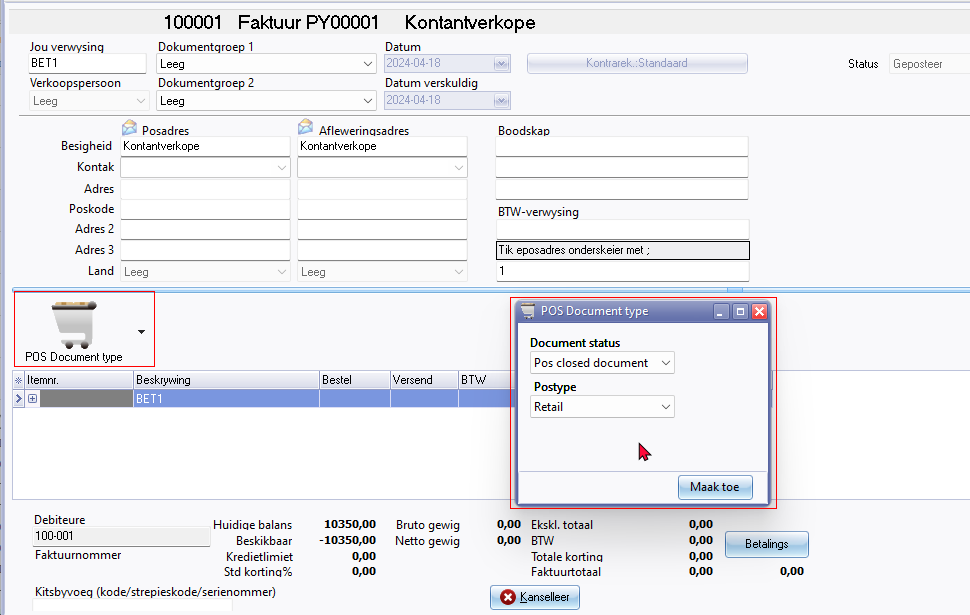 100001 Faktuur PY00001 Kontantverkope
Jou verwysing Dokumentgroep 1 Datum
BET1 Leeg 2024-04-18 Kontrarek.:Standaard Status Geposteer
Verkoopspersoon Dokumentgroep 2 Datum verskuldig
Leeg Leeg 2024-04-18
Posadres Afleweringsadres Boodskap
Besigheid Kontantverkope Kontantverkope
Kontak
Adres
Poskode BTW-verwysing
Adres 2
Adres 3 Tik eposadres onderskeier met ;
Land Leeg Leeg 1
POS Document type
POS Document type
Document status
Pos closed document
Postype
Retail
Maak toe
Itemnr. Beskrywing Bestel Versend BTW
BET1
Debiteure
100-001
Faktuurnommer
Huidige balans 10350,00 Bruto gewig 0,00 Ekskl. totaal 0,00
Beskikbaar -10350,00 Netto gewig 0,00 BTW 0,00 Betalings
Kredietlimiet 0,00 Totale korting 0,00
Std korting% 0,00 Faktuurtotaal 0,00 0,00
Kitsbyvoeg (kode/strepieskode/serienommer)
Kanselleer